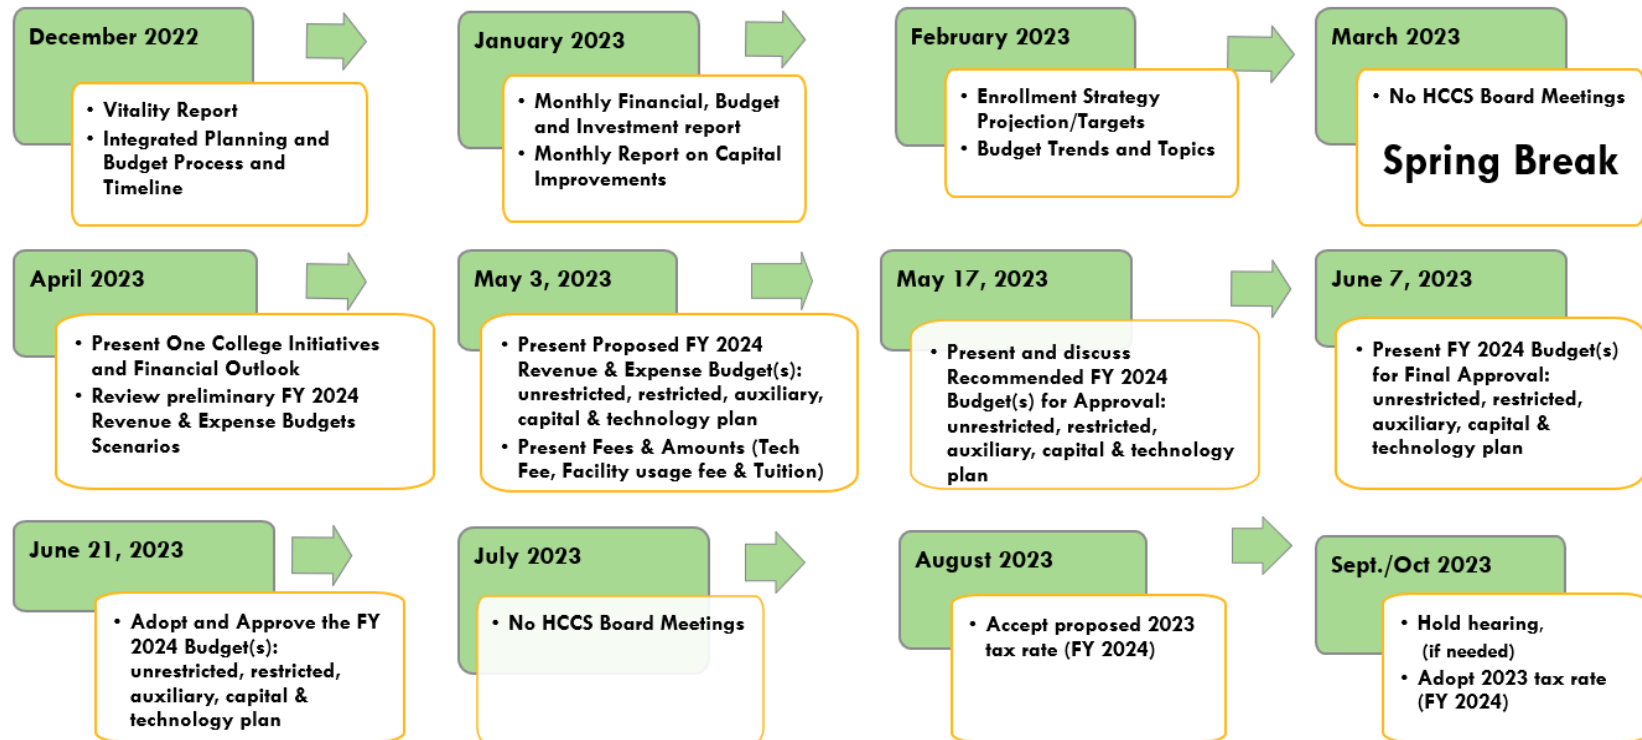 December 2022
• Vitality Report
• Integrated Planning and
Budget Process and
Timeline
January 2023
• Monthly Financial, Budget
and Investment report
• Monthly Report on Capital
Improvements
February 2023
• Enrollment Strategy
Projection/Targets
• Budget Trends and Topics
March 2023
• No HCCS Board Meetings
Spring Break
April 2023
• Present One College Initiatives
and Financial Outlook
• Review preliminary FY 2024
Revenue & Expense Budgets
Scenarios
May 3, 2023
• Present Proposed FY 2024
Revenue & Expense Budget(s):
unrestricted, restricted, auxiliary,
capital & technology plan
• Present Fees & Amounts (Tech
Fee, Facility usage fee & Tuition)
May 17, 2023
• Present and discuss
Recommended FY 2024
Budget(s) for Approval:
unrestricted, restricted,
auxiliary, capital & technology
plan
June 7, 2023
• Present FY 2024 Budget(s)
for Final Approval:
unrestricted, restricted,
auxiliary, capital &
technology plan
June 21, 2023
• Adopt and Approve the FY
2024 Budget(s):
unrestricted, restricted,
auxiliary, capital &
technology plan
July 2023
• No HCCS Board Meetings
August 2023
• Accept proposed 2023
tax rate (FY 2024)
Sept./Oct 2023
• Hold hearing,
(if needed)
• Adopt 2023 tax rate
(FY 2024)